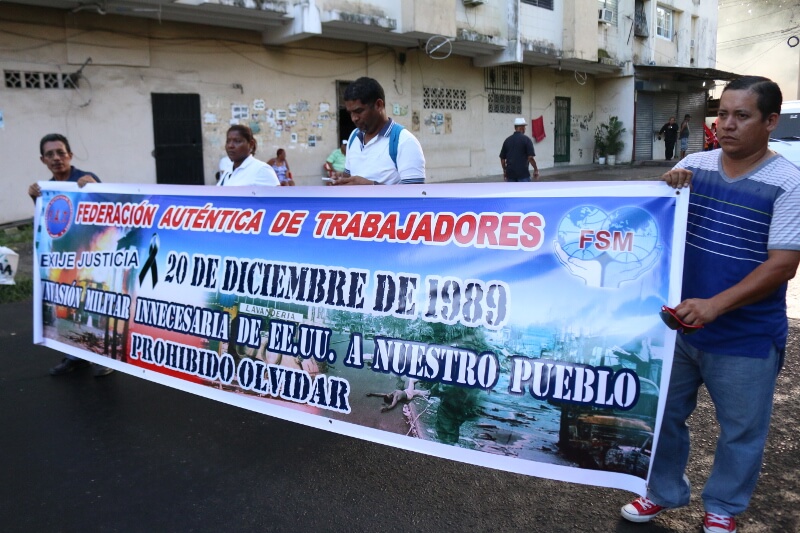 FEDERACIÓN AUTÉNTICA DE TRABAJADORES
FSM
EXIJE JUSTICIA
20 DE DICIEMBRE DE 1989
INVASIÓN MILITAR INNECESARIA DE EE.UU. A NUESTRO PUEBLO
LAVANDERIA
PROHIBIDO OLVIDAR